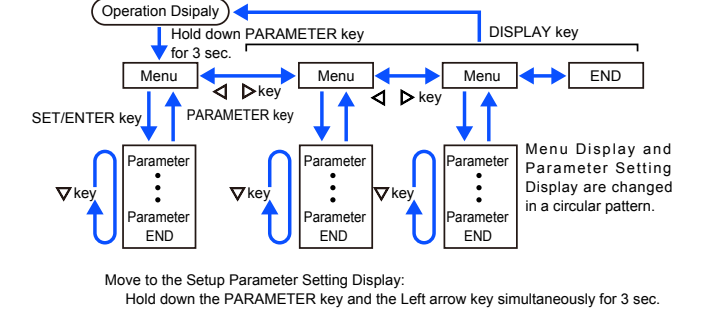 Operation Dsipaly
Hold down PARAMETER key
for 3 sec.
DISPLAY key
Menu
Menu
Menu
END
◁ ▷ key
◁ ▷ key
SET/ENTER key
PARAMETER key
Parameter
Parameter
END
▽ key
Parameter
Parameter
END
▽ key
Parameter
Parameter
END
▽ key
Menu Display and
Parameter Setting
Display are changed
in a circular pattern.
Move to the Setup Parameter Setting Display:
Hold down the PARAMETER key and the Left arrow key simultaneously for 3 sec.